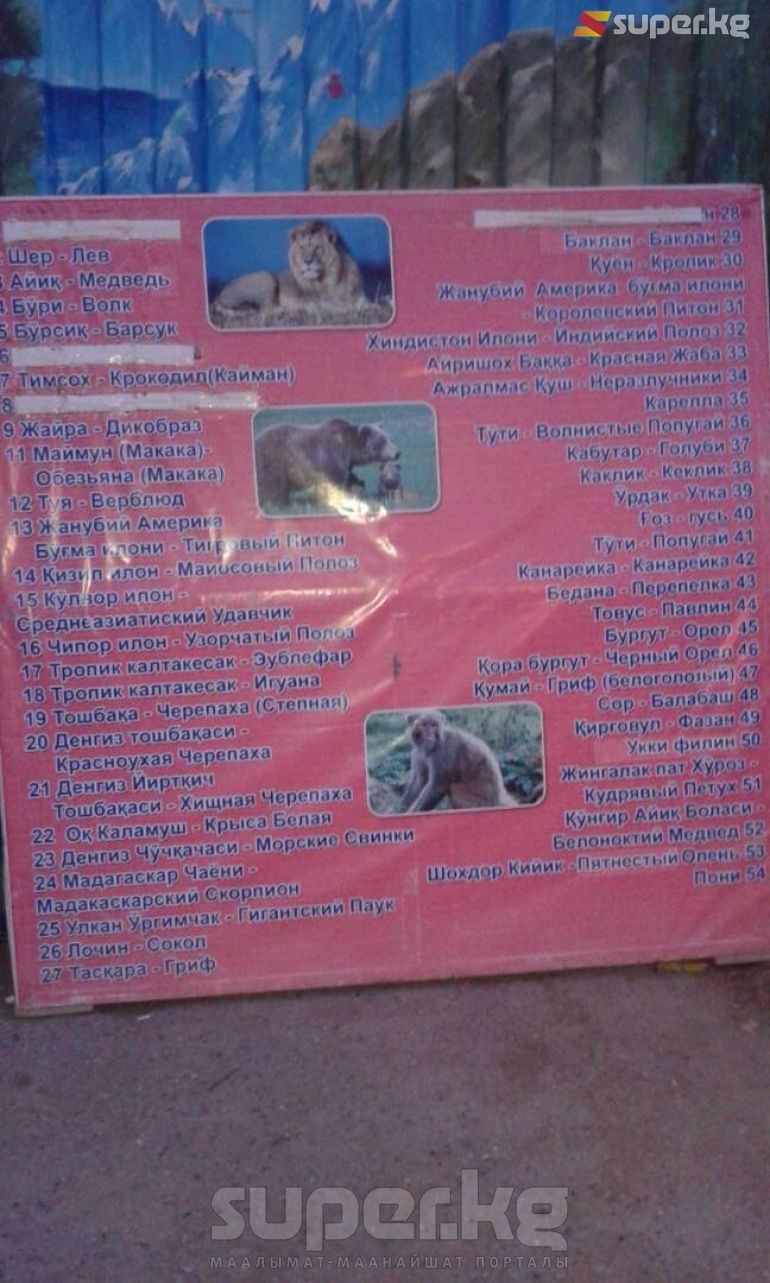 super.kg
Шер - Лев
Айиқ - Медведь
Бўри - Волк
5 Бўрсиқ - Барсук
6
7 Тимсох - Крокодил(Кайман)
8
9 Жайра - Дикобраз
11 Маймун (Макака)-
Обезьяна (Макака)
12 Туя - Верблюд
13 Жанубий Америка
Буғма илони - Тигровый Питон
14 Қизил илон - Маиосовый Полоз
15 Кўлвор илон -
Среднеазиатиский Удавчик
16 Чипор илон - Узорчатый Полоз
17 Тропик калтакесак - Эублефар
18 Тропик калтакесак - Игуана
19 Тошбақа - Черепаха (Степная)
20 Денгиз тошбақаси -
Красноухая Черепаха
21 Денгиз Йиртқич
Тошбақаси - Хищная Черепаха
22 Оқ Каламуш - Крыса Белая
23 Денгиз Чўчқачаси - Морские Свинки
24 Мадагаскар Чаёни -
Мадакаскарский Скорпион
25 Улкан Ўргимчак - Гигантский Паук
26 Лочин - Сокол
27 Тасқара - Гриф
н 28
Баклан - Баклан 29
Қуён - Кролик 30
Жанубий Америка буғма илони
- Королевский Питон 31
Хиндистон Илони - Индийский Полоз 32
Айришох Баққа - Красная Жаба 33
Ажралмас Қуш - Неразлучники 34
Карелла 35
Тўти - Волнистые Попугай 36
Кабутар - Голуби 37
Каклик - Кеклик 38
Ўрдак - Утка 39
Ғоз - гусь 40
Тўти - Попугай 41
Канарейка - Канарейка 42
Бедана - Перепелка 43
Товус - Павлин 44
Бургут - Орел 45
Қора бургут - Черный Орел 46
Қумай - Гриф (белоголовый) 47
Сор - Балабаш 48
Қирғовул - Фазан 49
Укки филин 50
Жингалак пат Хўроз -
Кудрявый Петух 51
Қўнғир Айиқ Боласи -
Белоноктий Медвед 52
Шохдор Кийик - Пятнестый Олень 53
Пони 54
super.kg
МААЛЫМАТ-МААНАЙШАТ ПОРТАЛЫ